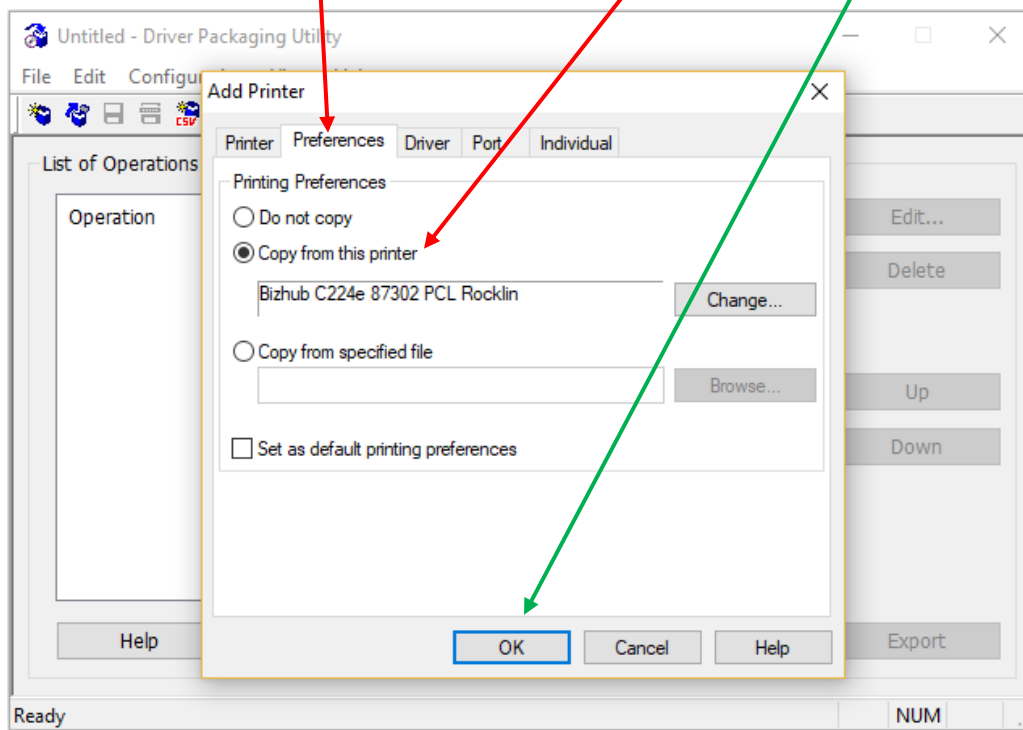 Untitled - Driver Packaging Utility
File Edit
CSV
Add Printer
Printer Preferences Driver Port Individual
List of Operations
Printing Preferences
Operation
Do not copy
Edit...
Copy from this printer
Delete
Bizhub C224e 87302 PCL Rocklin
Change...
Copy from specified file
Browse...
Up
Set as default printing preferences
Down
Help
OK Cancel Help
Export
Ready
NUM